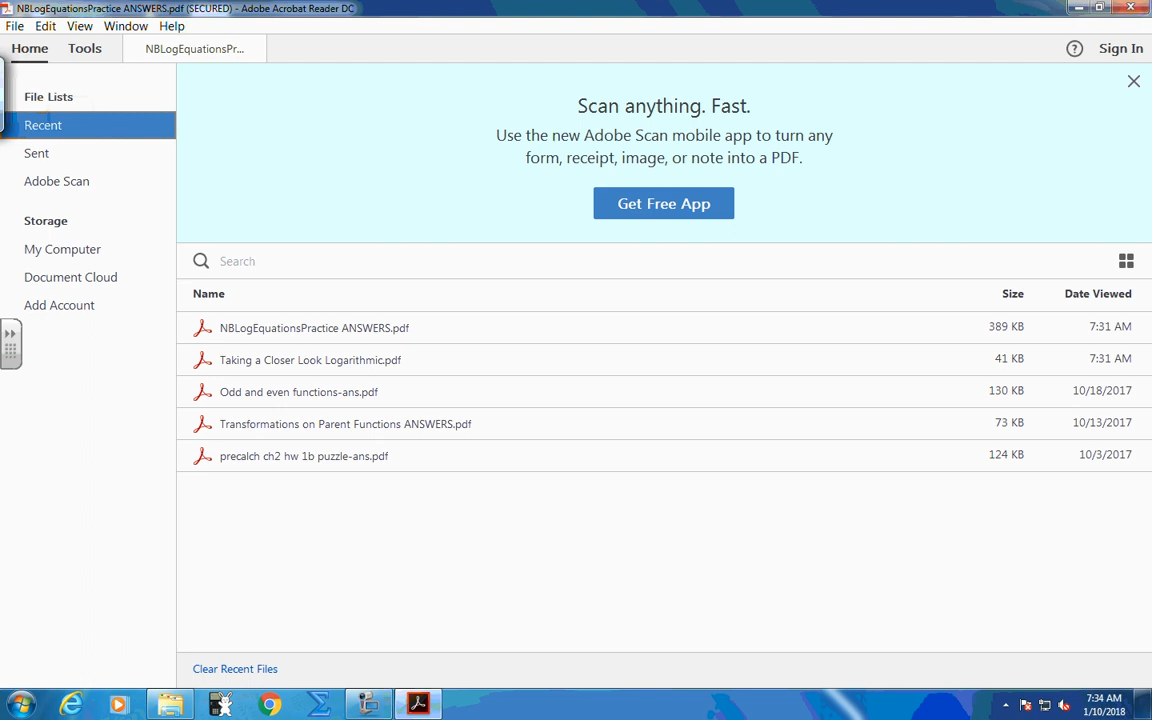 NBLogEquationsPractice ANSWERS.pdf (SECURED) - Adobe Acrobat Reader DC
File Edit View Window Help
Home Tools NBLogEquationsPr... ? Sign In
File Lists
Recent
Sent
Adobe Scan
Storage
My Computer
Document Cloud
Add Account
Scan anything. Fast.
Use the new Adobe Scan mobile app to turn any
form, receipt, image, or note into a PDF.
Get Free App
Search
Name Size Date Viewed
NBLogEquationsPractice ANSWERS.pdf 389 KB 7:31 AM
Taking a Closer Look Logarithmic.pdf 41 KB 7:31 AM
Odd and even functions-ans.pdf 130 KB 10/18/2017
Transformations on Parent Functions ANSWERS.pdf 73 KB 10/13/2017
precalch ch2 hw 1b puzzle-ans.pdf 124 KB 10/3/2017
Clear Recent Files
7:34 AM
1/10/2018